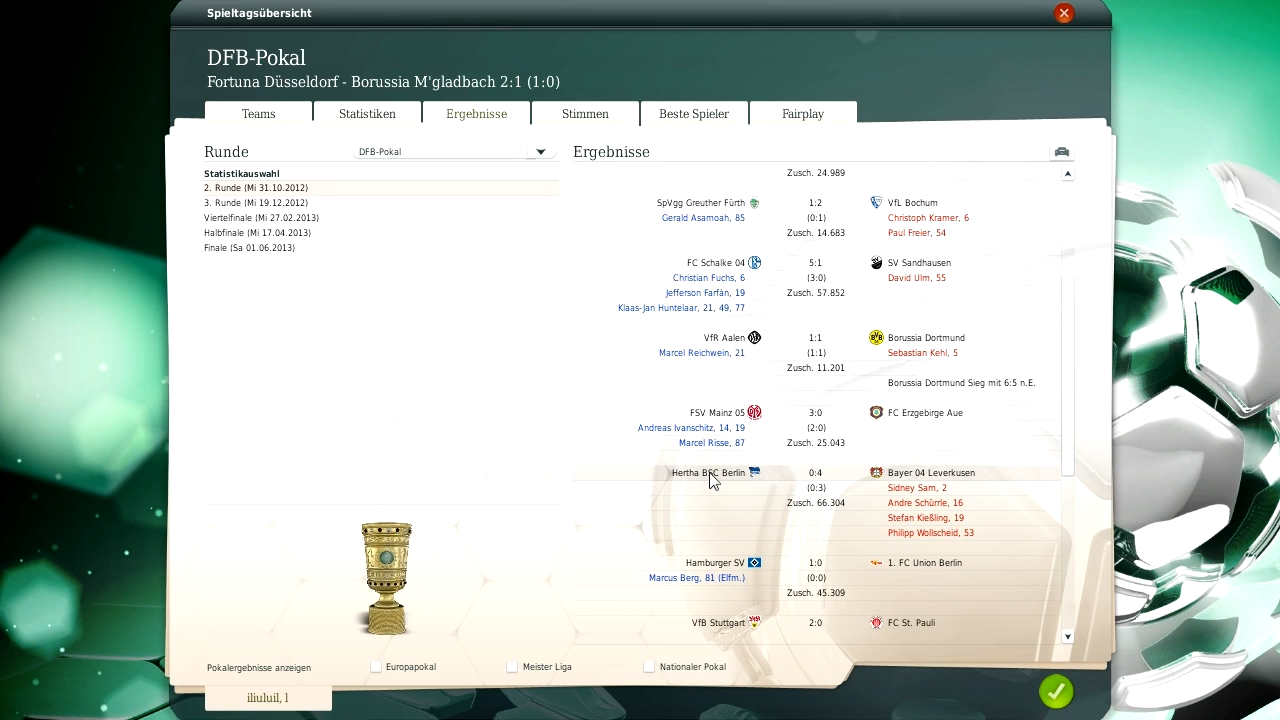 Spieltagsübersicht
DFB-Pokal
Fortuna Düsseldorf - Borussia M'gladbach 2:1 (1:0)
Teams Statistiken Ergebnisse Stimmen Beste Spieler Fairplay
Runde DFB-Pokal
Statistikauswahl
2. Runde (Mi 31.10.2012)
3. Runde (Mi 19.12.2012)
Viertelfinale (Mi 27.02.2013)
Halbfinale (Mi 17.04.2013)
Finale (Sa 01.06.2013)
Ergebnisse
Zusch. 24.989
SpVgg Greuther Fürth 1:2 VfL Bochum
Gerald Asamoah, 85 (0:1) Christoph Kramer, 6
Zusch. 14.683 Paul Freier, 54
FC Schalke 04 5:1 SV Sandhausen
Christian Fuchs, 6 (3:0) David Ulm, 55
Jefferson Farfán, 19 Zusch. 57.852
Klaas-Jan Huntelaar, 21, 49, 77
VfR Aalen 1:1 Borussia Dortmund
Marcel Reichwein, 21 (1:1) Sebastian Kehl, 5
Zusch. 11.201
Borussia Dortmund Sieg mit 6:5 n.E.
FSV Mainz 05 3:0 FC Erzgebirge Aue
Andreas Ivanschitz, 14, 19 (2:0)
Marcel Risse, 87 Zusch. 25.043
Hertha BSC Berlin 0:4 Bayer 04 Leverkusen
(0:3) Sidney Sam, 2
Zusch. 66.304 Andre Schürrle, 16
Stefan Kießling, 19
Philipp Wollscheid, 53
Hamburger SV 1:0 1. FC Union Berlin
Marcus Berg, 81 (Elfm.) (0:0)
Zusch. 45.309
VfB Stuttgart 2:0 FC St. Pauli
Pokalergebnisse anzeigen Europapokal Meister Liga Nationaler Pokal
iliuluil, l